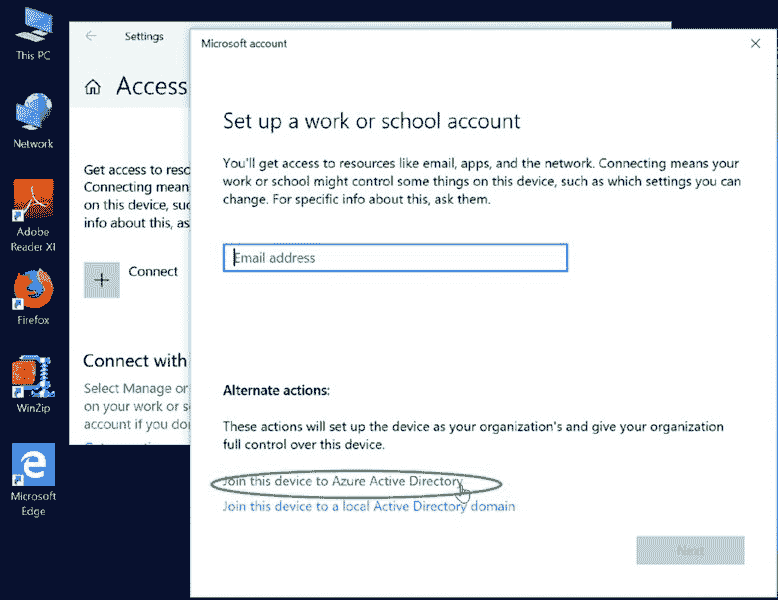 This PC
Network
Adobe
Reader XI
Firefox
WinZip
Microsoft
Edge
Settings
Access
Get access to reso
Connecting mean
on this device, suc
info about this, as
Connect
Connect with
Select Manage or
on your work or s
account if you do
Microsoft account
Set up a work or school account
You'll get access to resources like email, apps, and the network. Connecting means your
work or school might control some things on this device, such as which settings you can
change. For specific info about this, ask them.
Email address
Alternate actions:
These actions will set up the device as your organization's and give your organization
full control over this device.
Join this device to Azure Active Directory
Join this device to a local Active Directory domain
Next